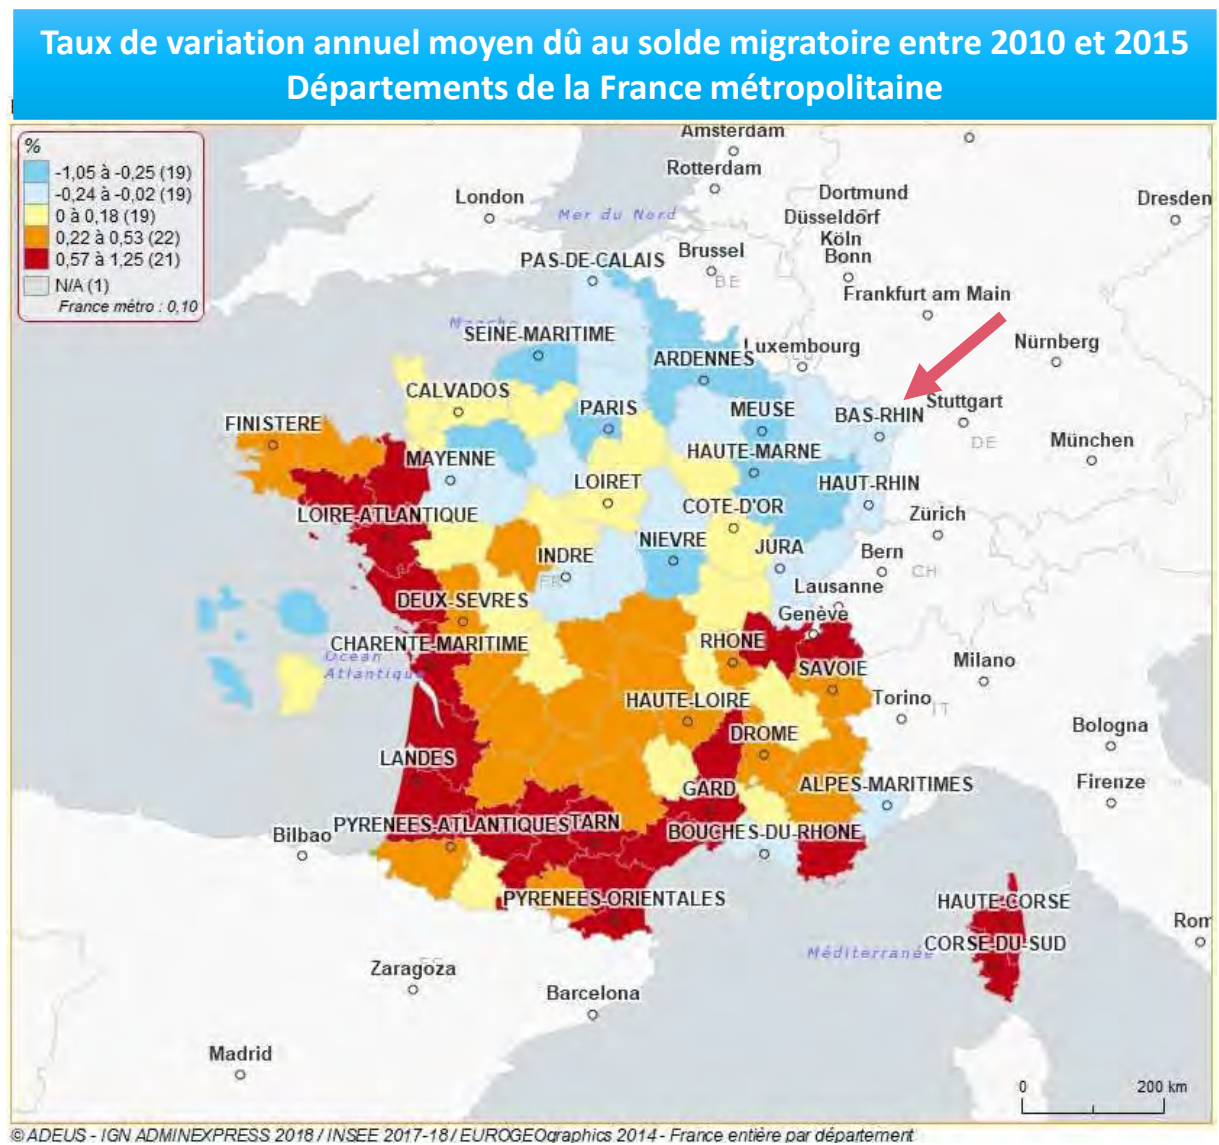 Taux de variation annuel moyen dû au solde migratoire entre 2010 et 2015
Départements de la France métropolitaine
%
-1,05 à -0,25 (19)
-0,24 à -0,02 (19)
0 à 0,18 (19)
0,22 à 0,53 (22)
0,57 à 1,25 (21)
N/A (1)
France métro : 0,10
Amsterdam
Rotterdam
London
Dortmund
Dresden
Mer du Nord
Düsseldorf
Köln
Brussel
Bonn
PAS-DE-CALAIS
BE
Frankfurt am Main
SEINE-MARITIME
Luxembourg
Nürnberg
ARDENNES
CALVADOS
PARIS
MEUSE
BAS-RHIN
Stuttgart
FINISTERE
DE
München
MAYENNE
HAUTE-MARNE
LOIRET
HAUT-RHIN
COTE-D'OR
LOIRE-ATLANTIQUE
Zürich
NIEVRE
JURA
Bern
INDRE
FR
CH
Lausanne
DEUX-SEVRES
Genève
CHARENTE-MARITIME
RHONE
Océan
Atlantique
SAVOIE
Milano
HAUTE-LOIRE
Torino
IT
DROME
Bologna
LANDES
GARD
ALPES-MARITIMES
Firenze
Bilbao
PYRENEES-ATLANTIQUES
TARN
BOUCHES-DU-RHONE
PYRENEES-ORIENTALES
HAUTE-CORSE
Rom
Méditerranée
CORSE-DU-SUD
Zaragoza
Barcelona
Madrid
0 200 km
© ADEUS - IGN ADMINEXPRESS 2018 / INSEE 2017-18 / EUROGEOgraphics 2014 - France entière par département